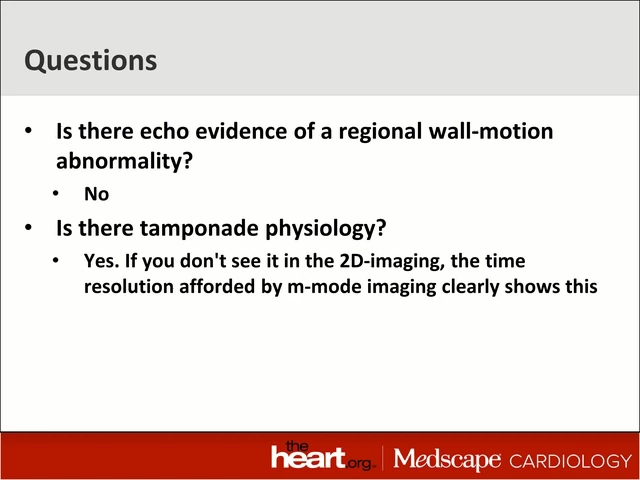 Questions
• Is there echo evidence of a regional wall-motion
abnormality?
• No
• Is there tamponade physiology?
• Yes. If you don't see it in the 2D-imaging, the time
resolution afforded by m-mode imaging clearly shows this
the
heart.org Medscape CARDIOLOGY